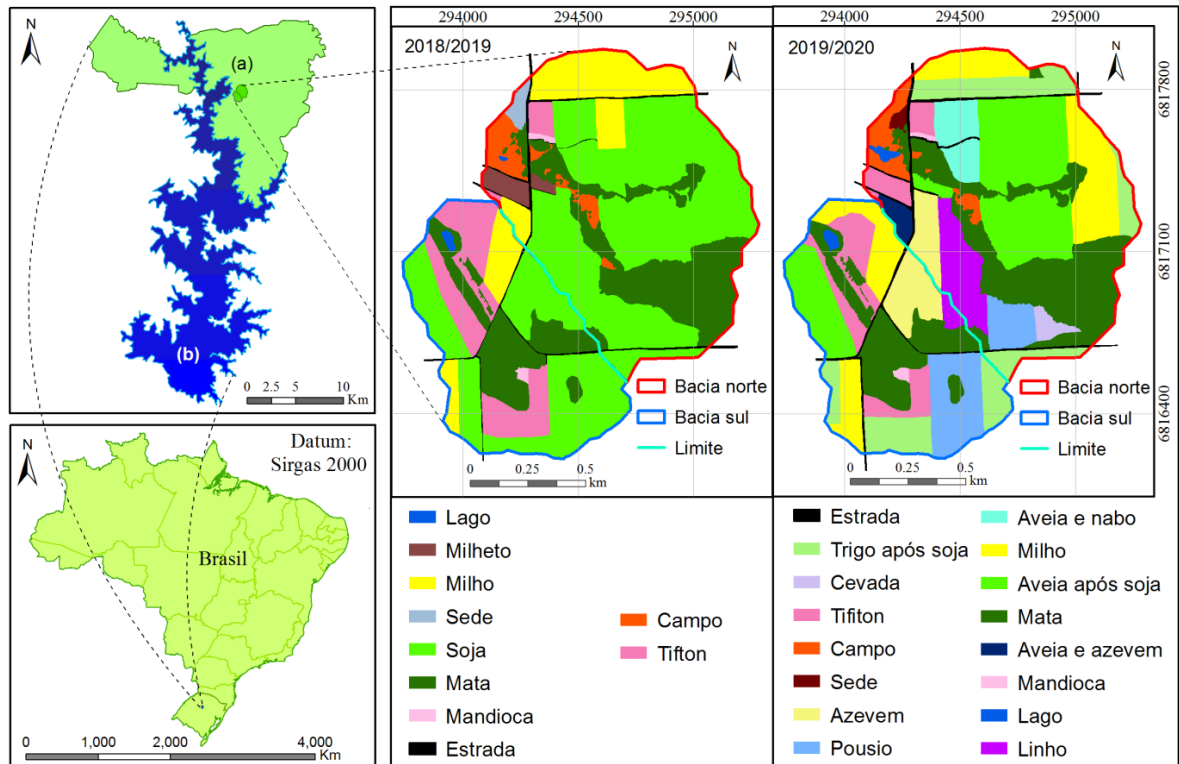 N
(a)
(b)
0 2.5 5 10
Km
N
Datum:
Sirgas 2000
Brasil
0 1,000 2,000 4,000
Km
294000 294500 295000
2018/2019
N
Bacia norte
Bacia sul
Limite
0 0.25 0.5
km
Lago
Milheto
Milho
Sede
Soja
Mata
Mandioca
Estrada
Campo
Tifton
294000 294500 295000
2019/2020
N
6817800
6817100
6816400
Bacia norte
Bacia sul
Limite
0 0.25 0.5
km
Estrada
Trigo após soja
Cevada
Tifiton
Campo
Sede
Azevem
Pousio
Aveia e nabo
Milho
Aveia após soja
Mata
Aveia e azevem
Mandioca
Lago
Linho